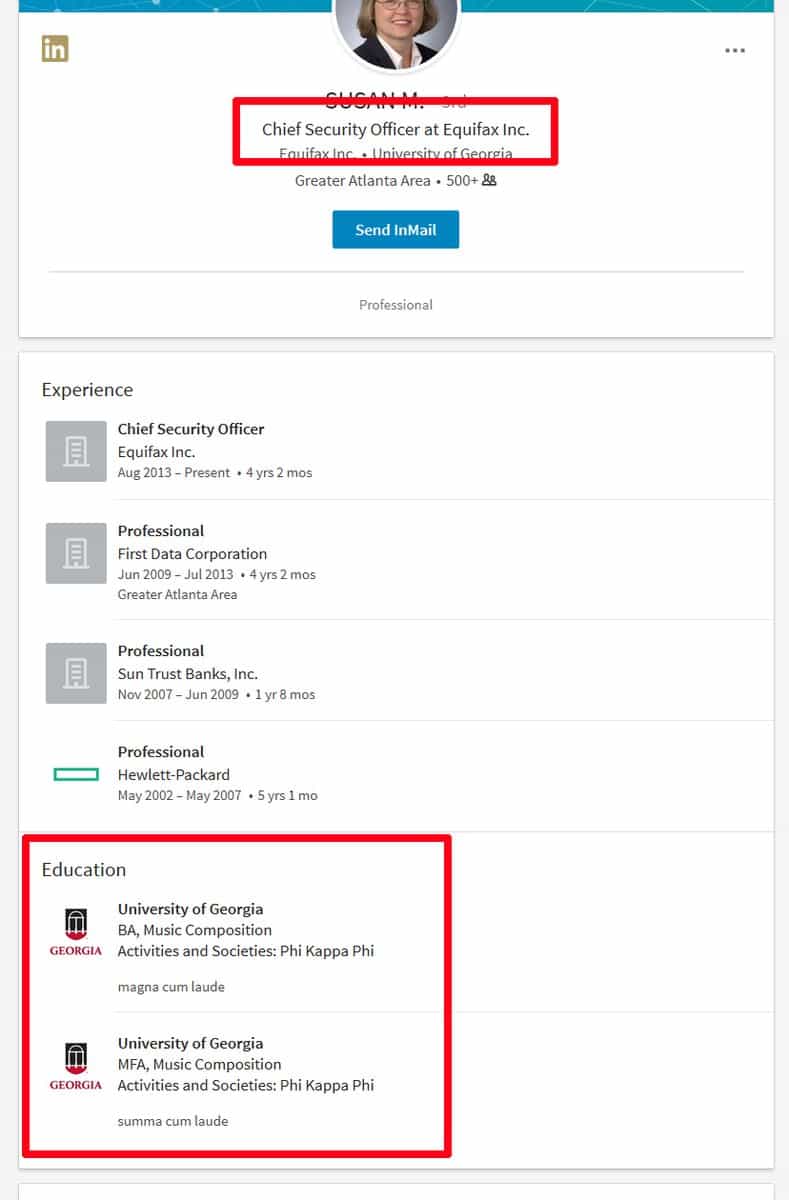 in
SUSAN M. 3rd
Chief Security Officer at Equifax Inc.
Equifax Inc. • University of Georgia
Greater Atlanta Area • 500+
Send InMail
Professional
Experience
Chief Security Officer
Equifax Inc.
Aug 2013 – Present • 4 yrs 2 mos
Professional
First Data Corporation
Jun 2009 – Jul 2013 • 4 yrs 2 mos
Greater Atlanta Area
Professional
Sun Trust Banks, Inc.
Nov 2007 – Jun 2009 • 1 yr 8 mos
Professional
Hewlett-Packard
May 2002 – May 2007 • 5 yrs 1 mo
Education
University of Georgia
GEORGIA
BA, Music Composition
Activities and Societies: Phi Kappa Phi
magna cum laude
University of Georgia
GEORGIA
MFA, Music Composition
Activities and Societies: Phi Kappa Phi
summa cum laude